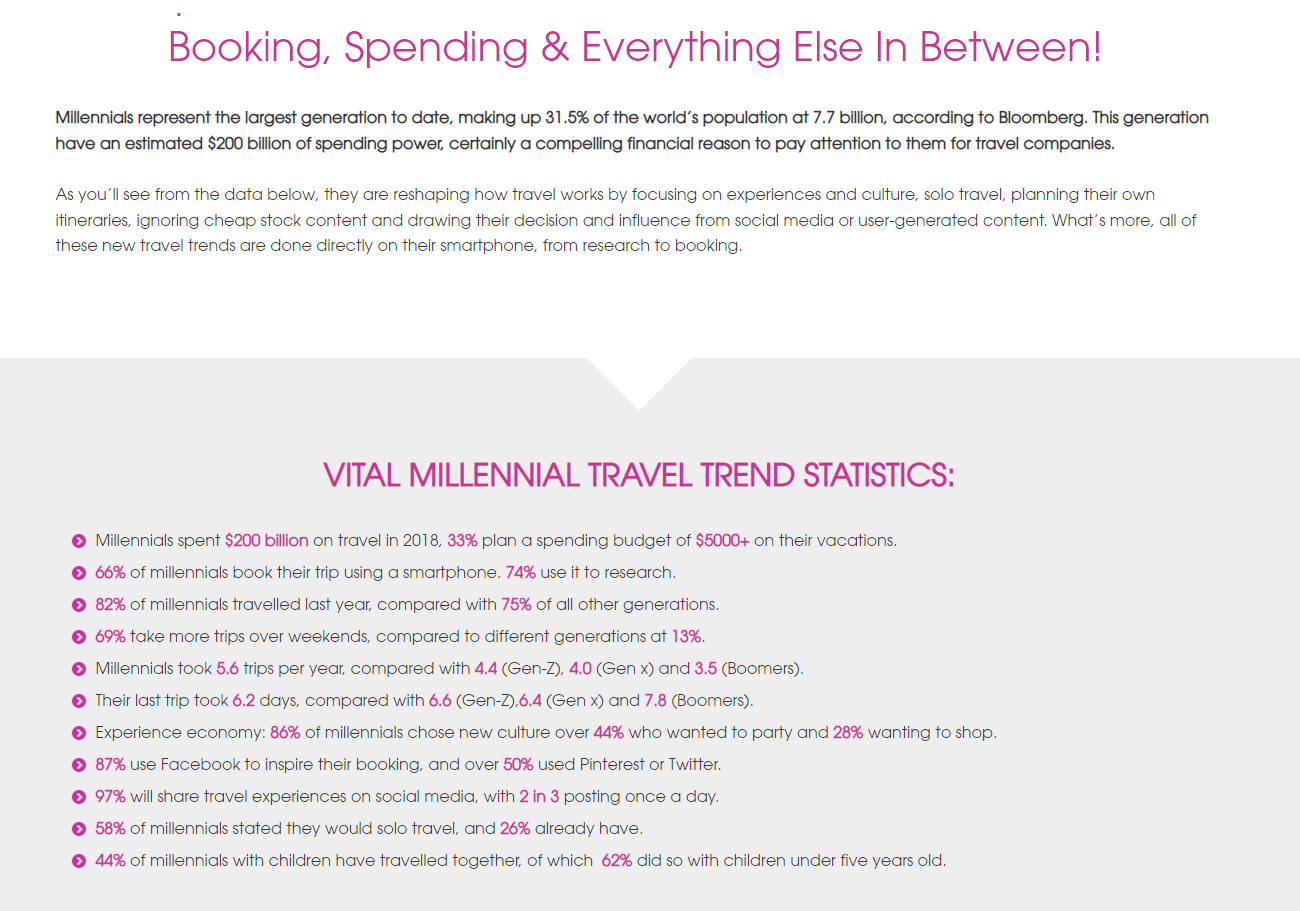 Booking, Spending & Everything Else In Between!
Millennials represent the largest generation to date, making up 31.5% of the world's population at 7.7 billion, according to Bloomberg. This generation
have an estimated $200 billion of spending power, certainly a compelling financial reason to pay attention to them for travel companies.
As you'll see from the data below, they are reshaping how travel works by focusing on experiences and culture, solo travel, planning their own
itineraries, ignoring cheap stock content and drawing their decision and influence from social media or user-generated content. What's more, all of
these new travel trends are done directly on their smartphone, from research to booking.
VITAL MILLENNIAL TRAVEL TREND STATISTICS:
Millennials spent $200 billion on travel in 2018, 33% plan a spending budget of $5000+ on their vacations.
66% of millennials book their trip using a smartphone. 74% use it to research.
82% of millennials travelled last year, compared with 75% of all other generations.
69% take more trips over weekends, compared to different generations at 13%.
Millennials took 5.6 trips per year, compared with 4.4 (Gen-Z), 4.0 (Gen x) and 3.5 (Boomers).
Their last trip took 6.2 days, compared with 6.6 (Gen-Z),6.4 (Gen x) and 7.8 (Boomers).
Experience economy: 86% of millennials chose new culture over 44% who wanted to party and 28% wanting to shop.
87% use Facebook to inspire their booking, and over 50% used Pinterest or Twitter.
97% will share travel experiences on social media, with 2 in 3 posting once a day.
58% of millennials stated they would solo travel, and 26% already have.
44% of millennials with children have travelled together, of which 62% did so with children under five years old.